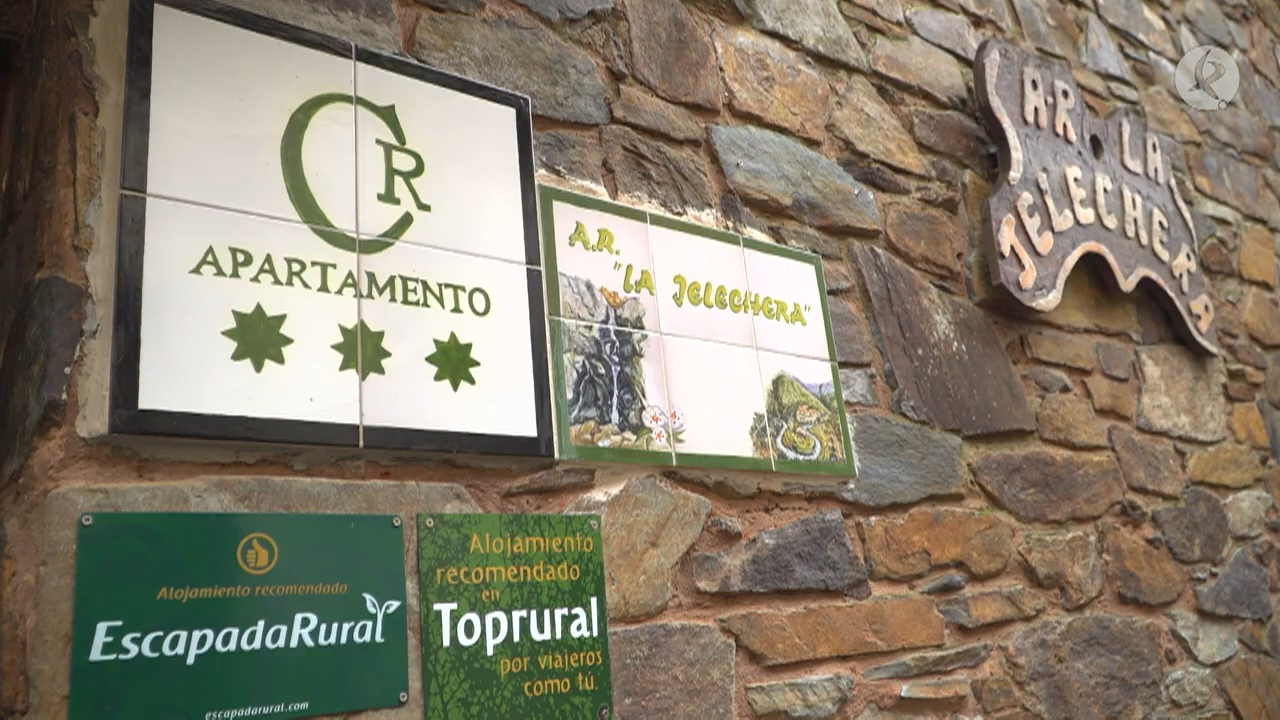 CR
APARTAMENTO
A.R.
"LA JELECHERA"
A.R. LA
JELECHERA
Alojamiento recomendado
EscapadaRural
escapadarural.com
Alojamiento
recomendado
en
Toprural
por viajeros
como tú.